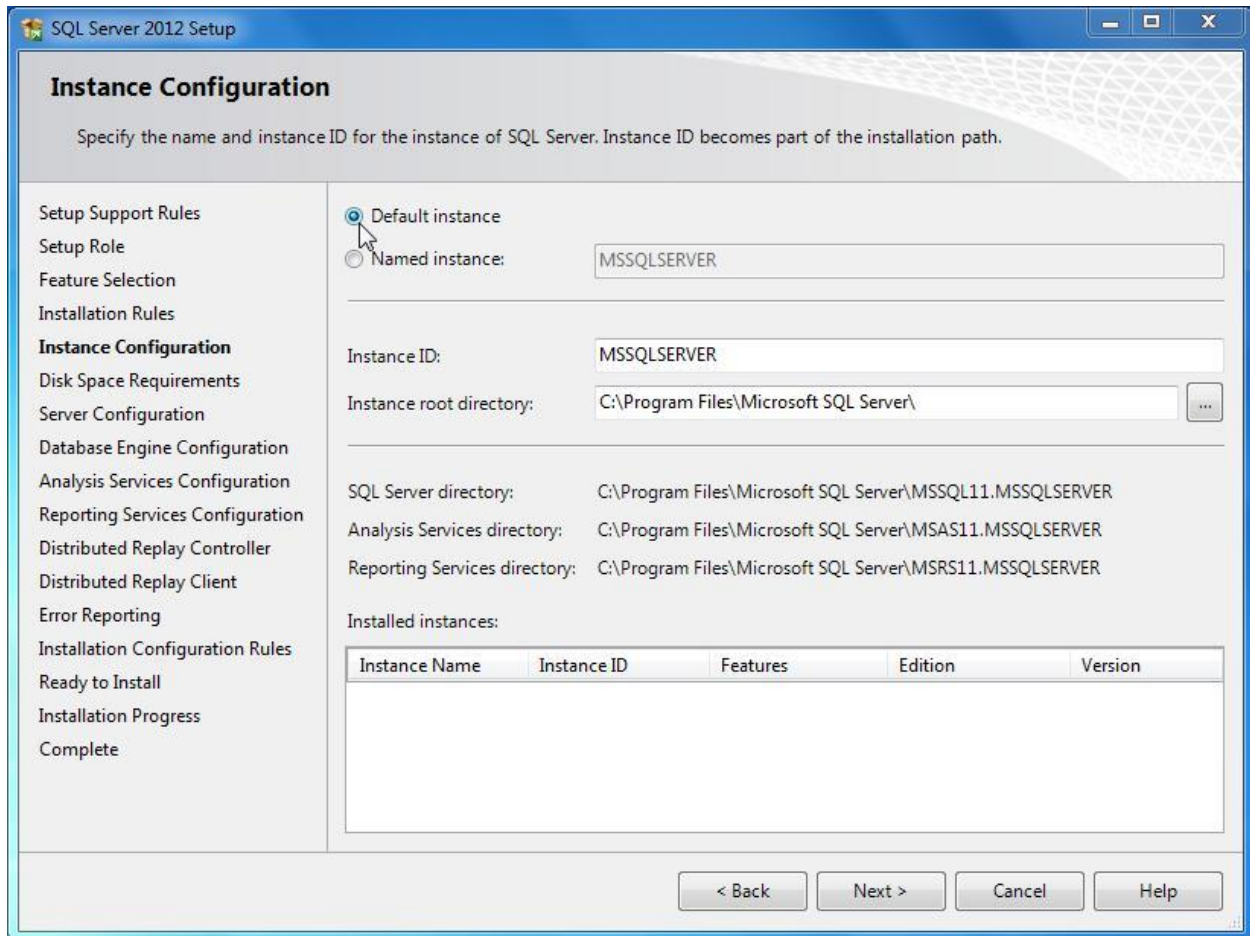 SQL Server 2012 Setup
Instance Configuration
Specify the name and instance ID for the instance of SQL Server. Instance ID becomes part of the installation path.
Setup Support Rules
Setup Role
Feature Selection
Installation Rules
Instance Configuration
Disk Space Requirements
Server Configuration
Database Engine Configuration
Analysis Services Configuration
Reporting Services Configuration
Distributed Replay Controller
Distributed Replay Client
Error Reporting
Installation Configuration Rules
Ready to Install
Installation Progress
Complete
Default instance
Named instance: MSSQLSERVER
Instance ID: MSSQLSERVER
Instance root directory: C:\Program Files\Microsoft SQL Server\ ...
SQL Server directory: C:\Program Files\Microsoft SQL Server\MSSQL11.MSSQLSERVER
Analysis Services directory: C:\Program Files\Microsoft SQL Server\MSAS11.MSSQLSERVER
Reporting Services directory: C:\Program Files\Microsoft SQL Server\MSRS11.MSSQLSERVER
Installed instances:
Instance Name Instance ID Features Edition Version
< Back Next > Cancel Help